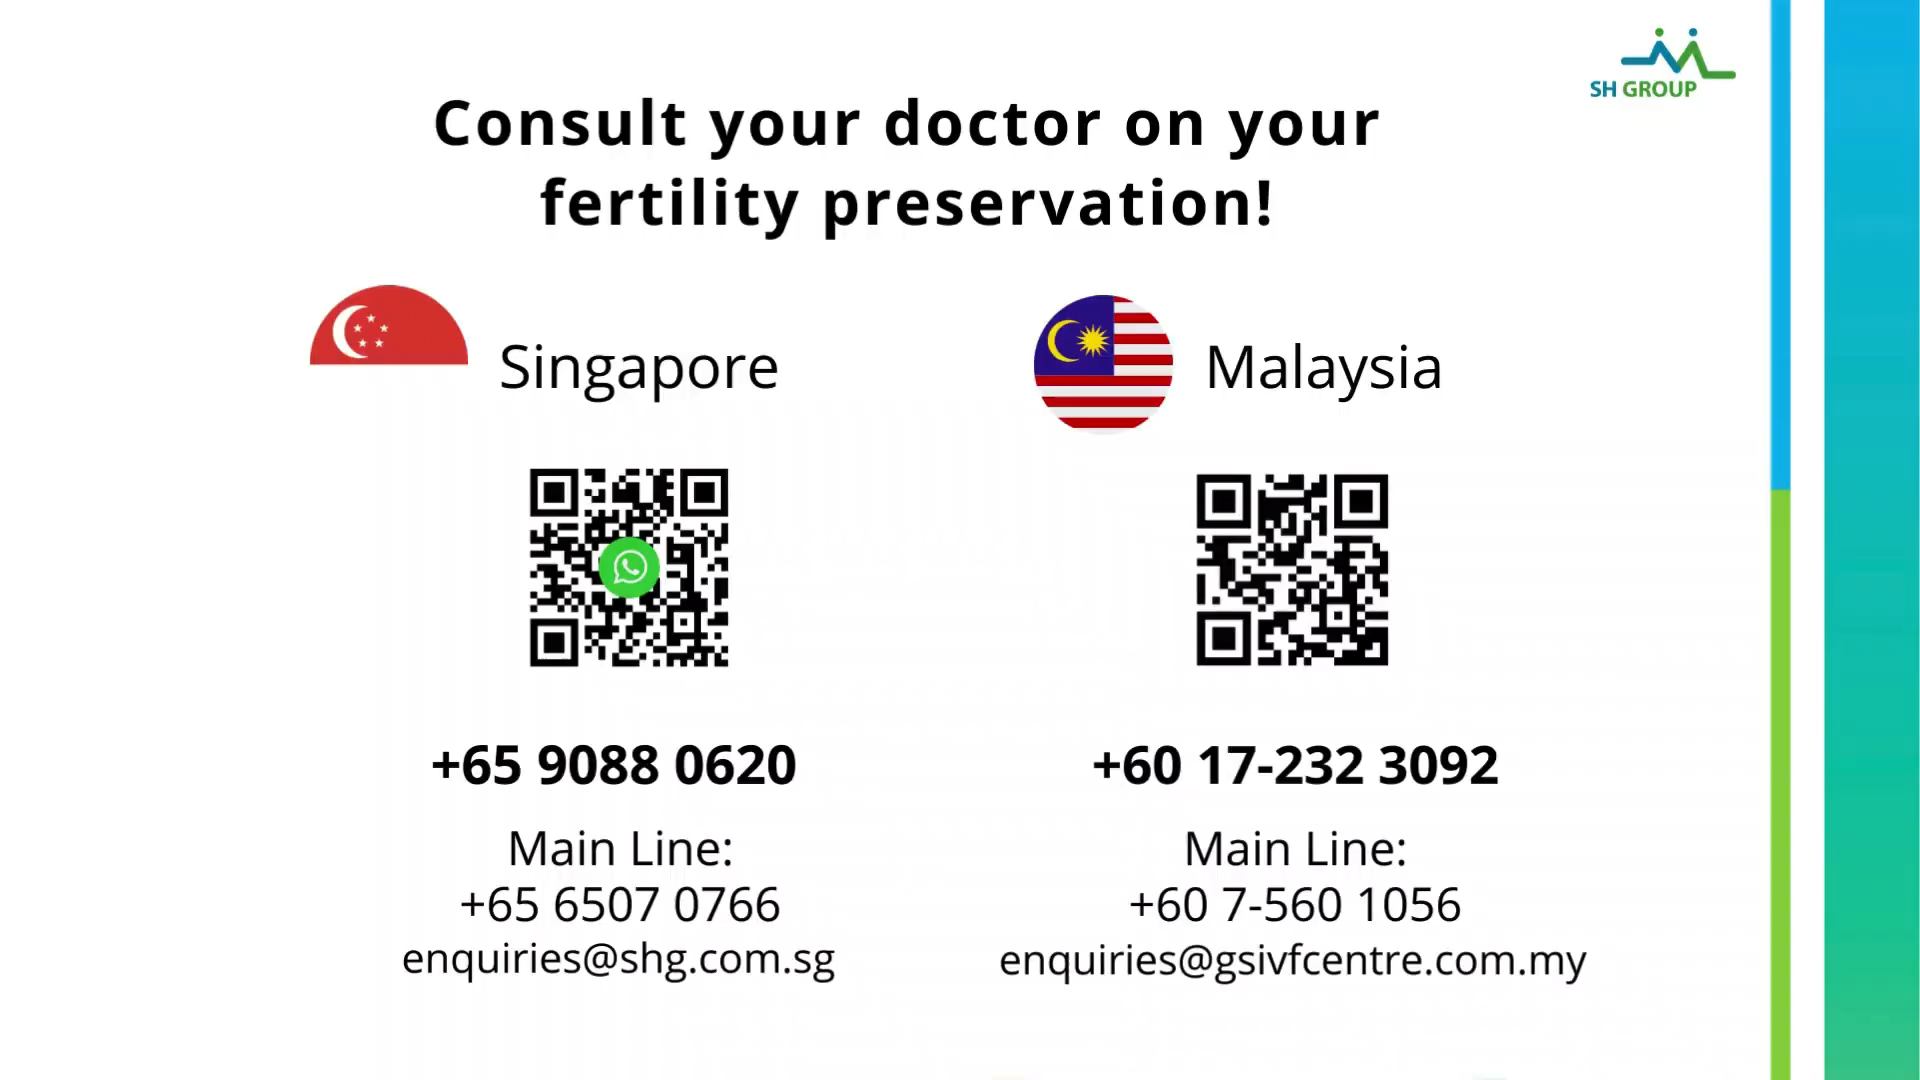 SH GROUP
Consult your doctor on your
fertility preservation!
Singapore
Malaysia
+65 9088 0620
Main Line:
+65 6507 0766
enquiries@shg.com.sg
+60 17-232 3092
Main Line:
+60 7-560 1056
enquiries@gsivfcentre.com.my